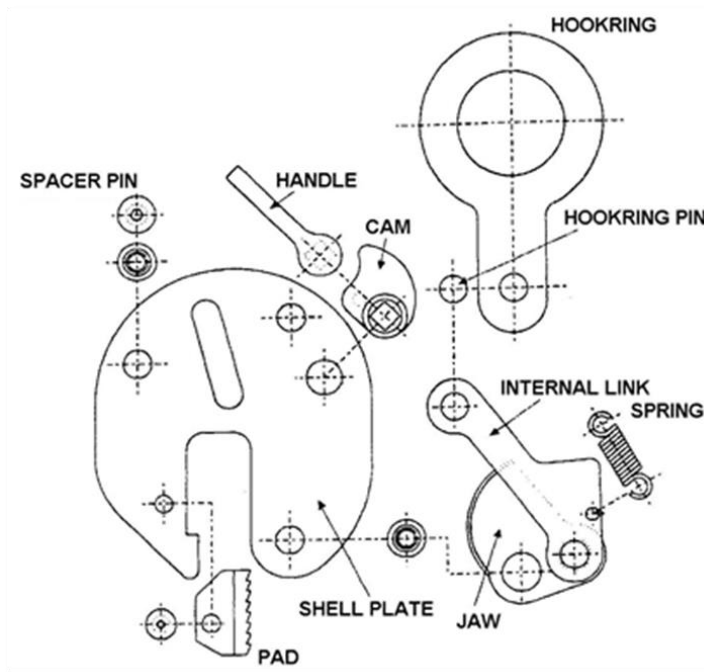 HOOKRING
SPACER PIN
HANDLE
CAM
HOOKRING PIN
INTERNAL LINK
SPRING
SHELL PLATE
JAW
PAD